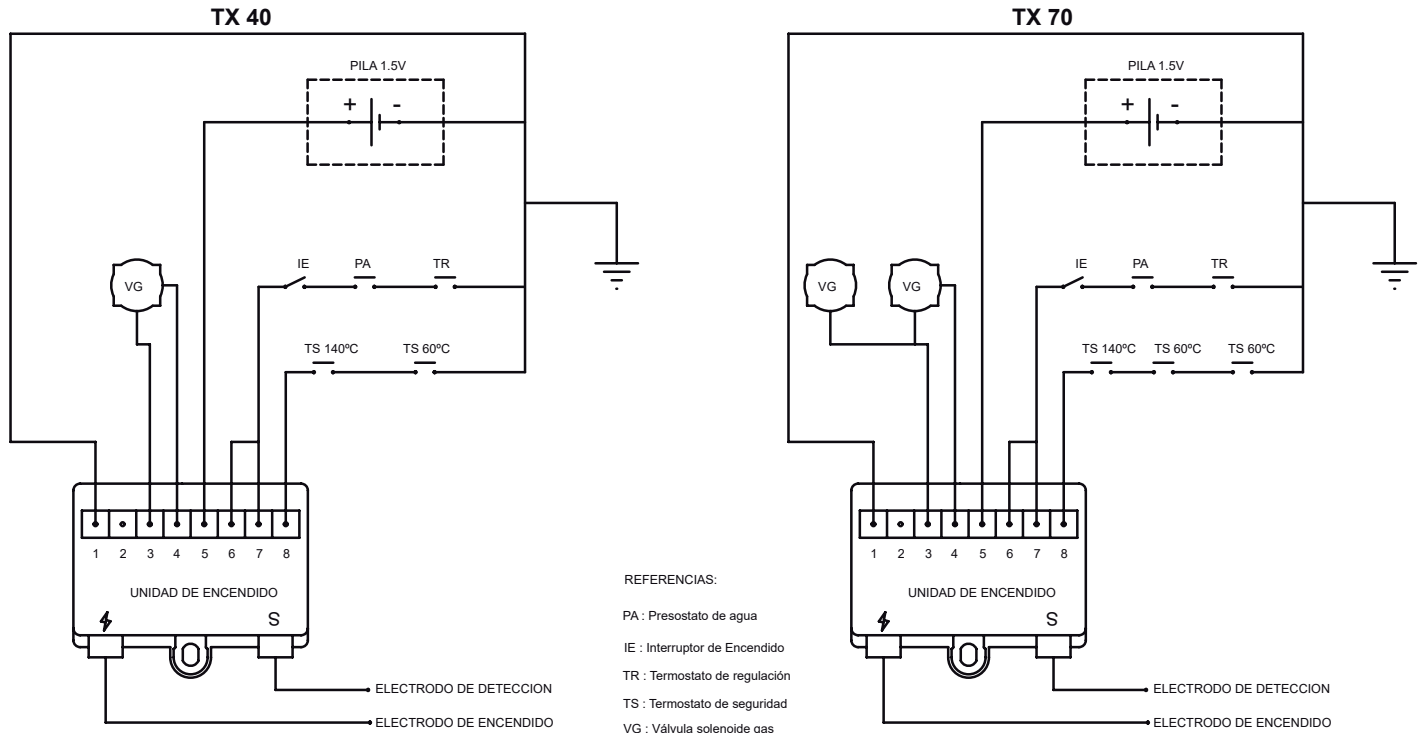 TX 40
PILA 1.5V
+ -
VG
IE PA TR
TS 140ºC TS 60ºC
1 2 3 4 5 6 7 8
UNIDAD DE ENCENDIDO
S
ELECTRODO DE DETECCION
ELECTRODO DE ENCENDIDO
REFERENCIAS:
PA : Presostato de agua
IE : Interruptor de Encendido
TR : Termostato de regulación
TS : Termostato de seguridad
VG : Válvula solenoide gas
TX 70
PILA 1.5V
+ -
VG VG
IE PA TR
TS 140ºC TS 60ºC TS 60ºC
1 2 3 4 5 6 7 8
UNIDAD DE ENCENDIDO
S
ELECTRODO DE DETECCION
ELECTRODO DE ENCENDIDO